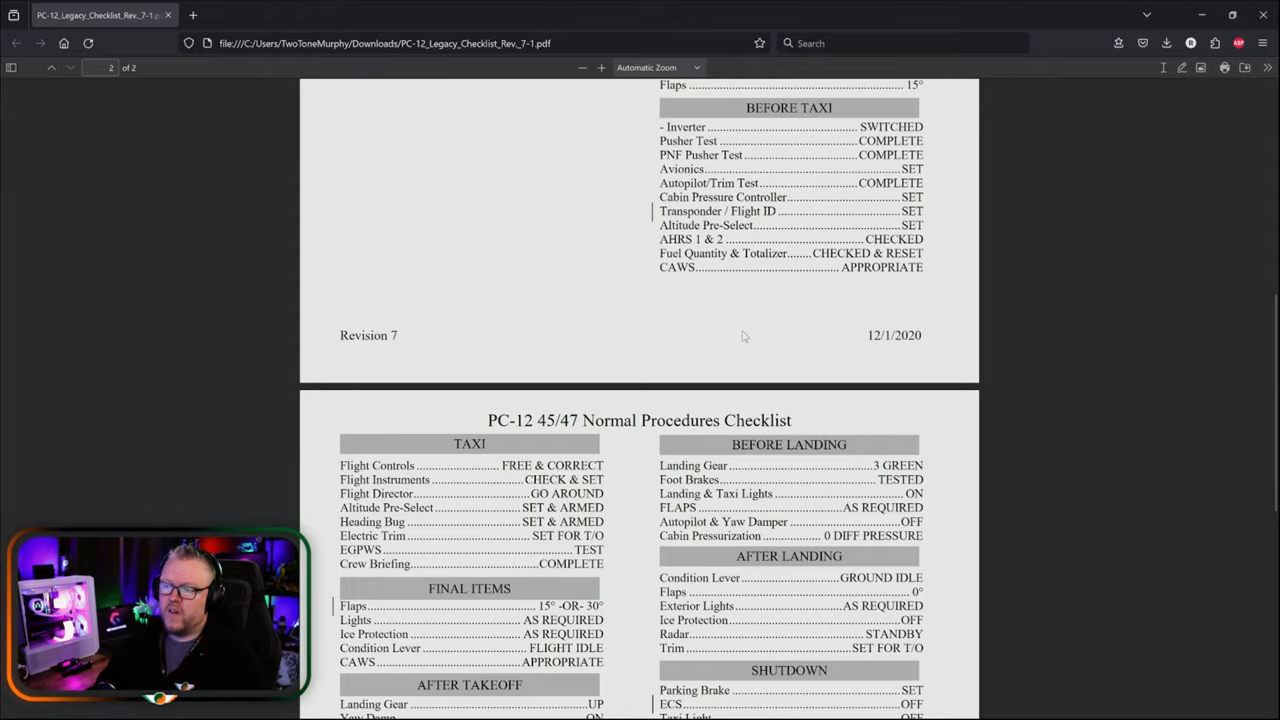 PC-12_Legacy_Checklist_Rev._7-1.p
file:///C:/Users/TwoToneMurphy/Downloads/PC-12_Legacy_Checklist_Rev._7-1.pdf
Search
R
ABP
2 of 2
Automatic Zoom
Flaps ........ 15°
BEFORE TAXI
- Inverter ........ SWITCHED
Pusher Test ........ COMPLETE
PNF Pusher Test ........ COMPLETE
Avionics ........ SET
Autopilot/Trim Test ........ COMPLETE
Cabin Pressure Controller ........ SET
Transponder / Flight ID ........ SET
Altitude Pre-Select ........ SET
AHRS 1 & 2 ........ CHECKED
Fuel Quantity & Totalizer ........ CHECKED & RESET
CAWS ........ APPROPRIATE
Revision 7 12/1/2020
PC-12 45/47 Normal Procedures Checklist
TAXI
Flight Controls ........ FREE & CORRECT
Flight Instruments ........ CHECK & SET
Flight Director ........ GO AROUND
Altitude Pre-Select ........ SET & ARMED
Heading Bug ........ SET & ARMED
Electric Trim ........ SET FOR T/O
EGPWS ........ TEST
Crew Briefing ........ COMPLETE
FINAL ITEMS
Flaps ........ 15° -OR- 30°
Lights ........ AS REQUIRED
Ice Protection ........ AS REQUIRED
Condition Lever ........ FLIGHT IDLE
CAWS ........ APPROPRIATE
AFTER TAKEOFF
Landing Gear ........ UP
Yaw Damp ........ ON
BEFORE LANDING
Landing Gear ........ 3 GREEN
Foot Brakes ........ TESTED
Landing & Taxi Lights ........ ON
FLAPS ........ AS REQUIRED
Autopilot & Yaw Damper ........ OFF
Cabin Pressurization ........ 0 DIFF PRESSURE
AFTER LANDING
Condition Lever ........ GROUND IDLE
Flaps ........ 0°
Exterior Lights ........ AS REQUIRED
Ice Protection ........ OFF
Radar ........ STANDBY
Trim ........ SET FOR T/O
SHUTDOWN
Parking Brake ........ SET
ECS ........ OFF
Taxi Light ........ OFF